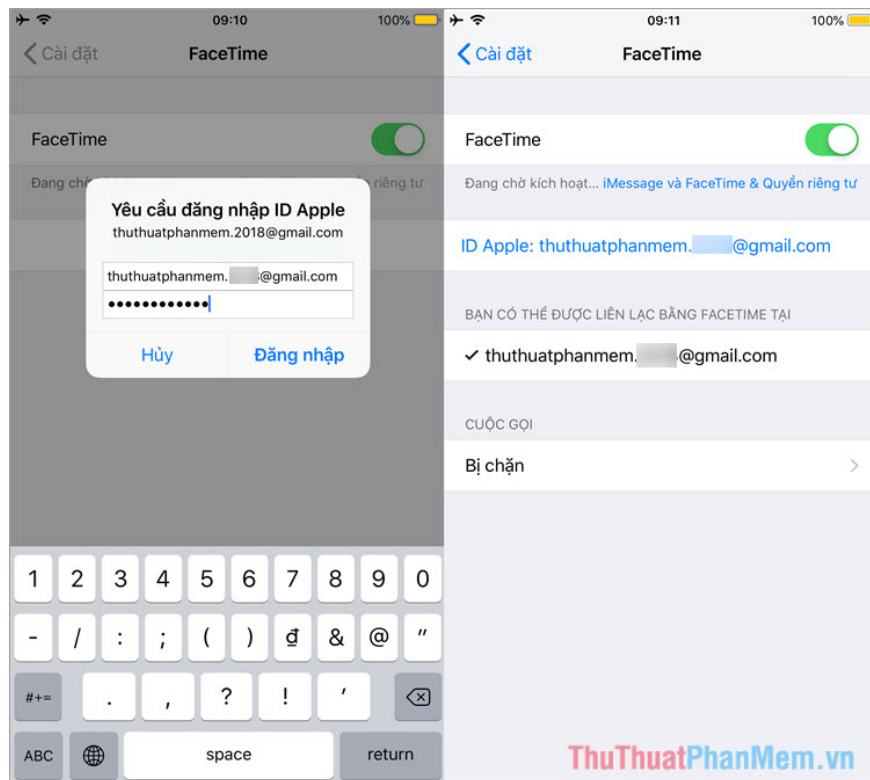 09:10
100%
Cài đặt
FaceTime
FaceTime
Đang chờ
riêng tư
Yêu cầu đăng nhập ID Apple
thuthuatphanmem.2018@gmail.com
thuthuatphanmem. @gmail.com
••••••••••••
Hủy
Đăng nhập
1 2 3 4 5 6 7 8 9 0
- / : ; ( ) ₫ & @ "
#+= . , ? ! '
ABC space return
09:11
100%
Cài đặt
FaceTime
FaceTime
Đang chờ kích hoạt... iMessage và FaceTime & Quyền riêng tư
ID Apple: thuthuatphanmem. @gmail.com
BẠN CÓ THỂ ĐƯỢC LIÊN LẠC BẰNG FACETIME TẠI
✓ thuthuatphanmem. @gmail.com
CUỘC GỌI
Bị chặn
ThuThuatPhanMem.vn